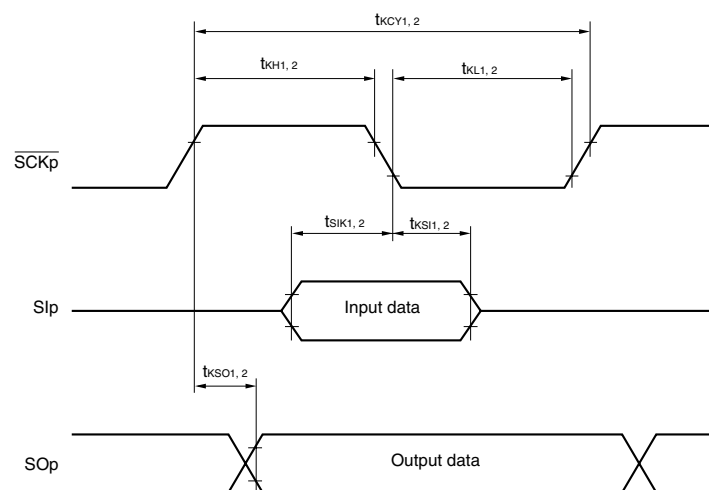 tKCY1, 2
tKH1, 2
tKL1, 2
SCKp
tSIK1, 2
tKSI1, 2
SIp
Input data
tKSO1, 2
SOp
Output data